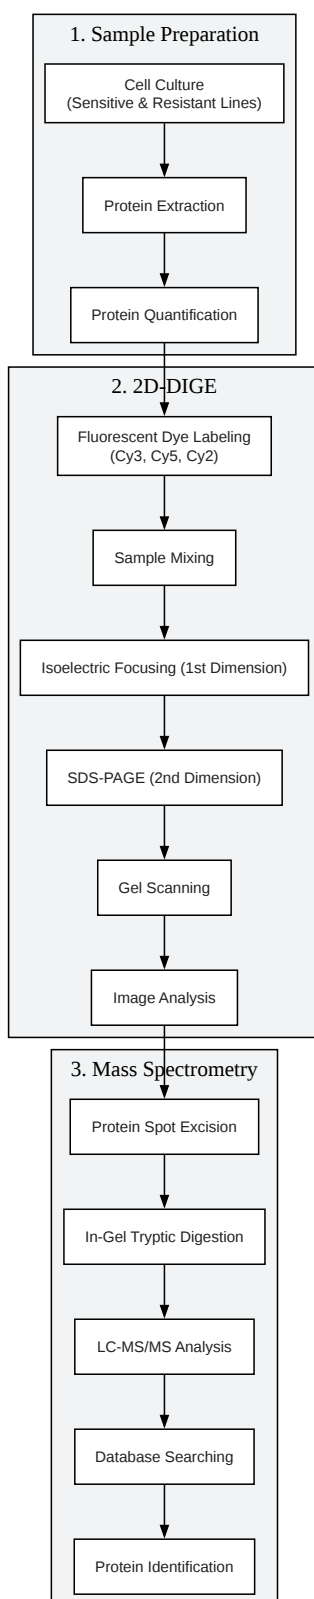 1. Sample Preparation
Cell Culture
(Sensitive & Resistant Lines)
Protein Extraction
Protein Quantification
2. 2D-DIGE
Fluorescent Dye Labeling
(Cy3, Cy5, Cy2)
Sample Mixing
Isoelectric Focusing (1st Dimension)
SDS-PAGE (2nd Dimension)
Gel Scanning
Image Analysis
3. Mass Spectrometry
Protein Spot Excision
In-Gel Tryptic Digestion
LC-MS/MS Analysis
Database Searching
Protein Identification